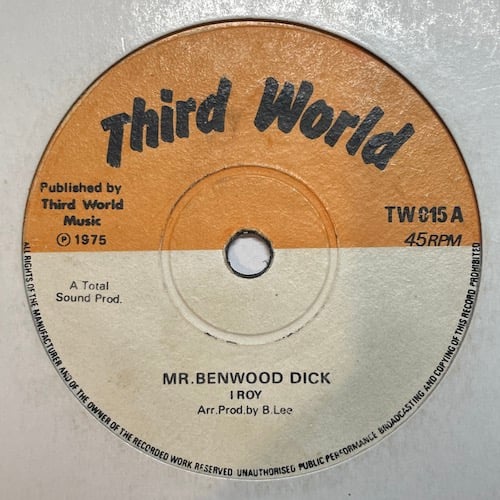 Third World
Published by
Third World
Music
℗ 1975
TW 015 A
45RPM
A Total
Sound Prod.
MR.BENWOOD DICK
I ROY
Arr.Prod.by B.Lee
ALL RIGHTS OF THE MANUFACTURER AND OF THE OWNER OF THE RECORDED WORK RESERVED UNAUTHORISED PUBLIC PERFORMANCE BROADCASTING AND COPYING OF THIS RECORD PROHIBITED